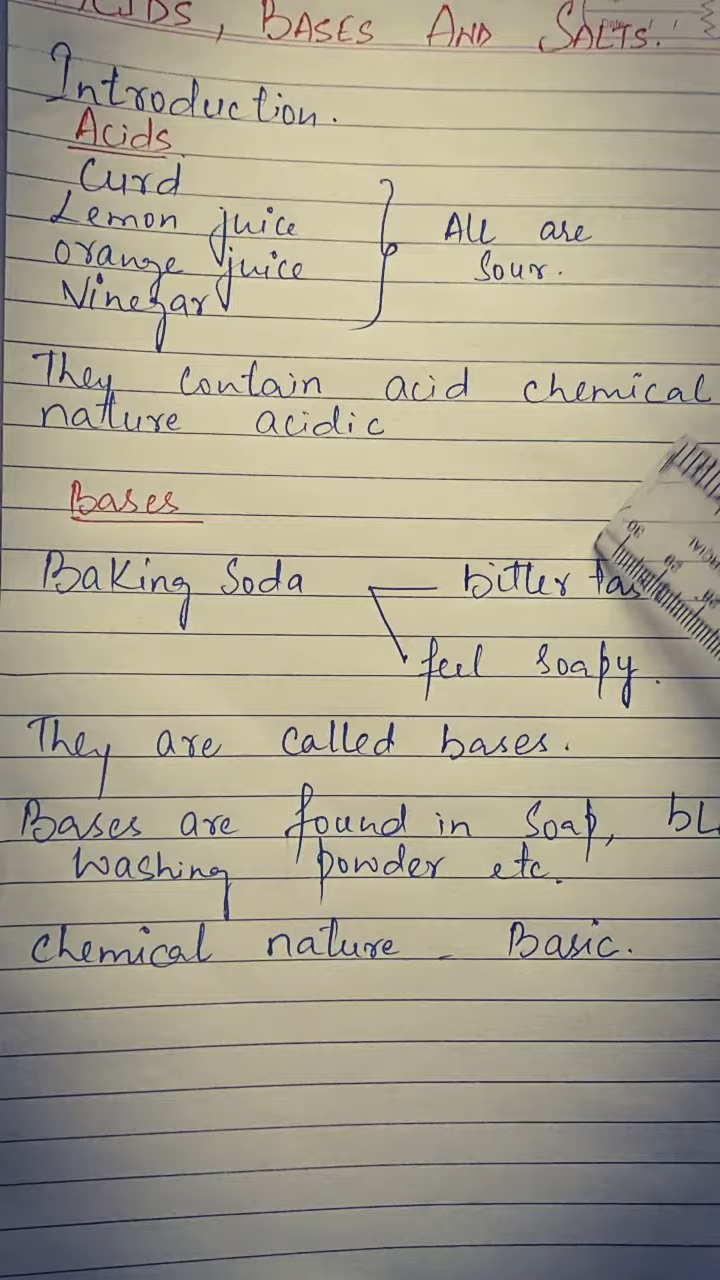 ACIDS, BASES AND SALTS.
Introduction.
Acids
Curd
Lemon juice
Orange juice
Vinegar
All are
Sour.
They contain acid chemical
nature acidic
Bases
Baking Soda bitter
feel soapy.
They are called bases.
Bases are found in Soap,
washing powder etc.
Chemical nature - Basic.